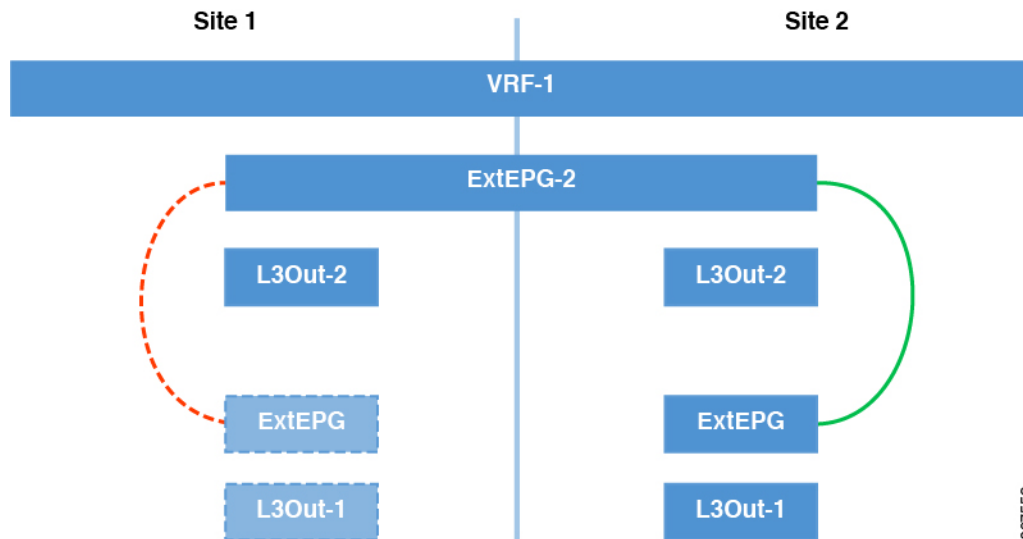 Site 1
Site 2
VRF-1
ExtEPG-2
L3Out-2
L3Out-2
ExtEPG
ExtEPG
L3Out-1
L3Out-1